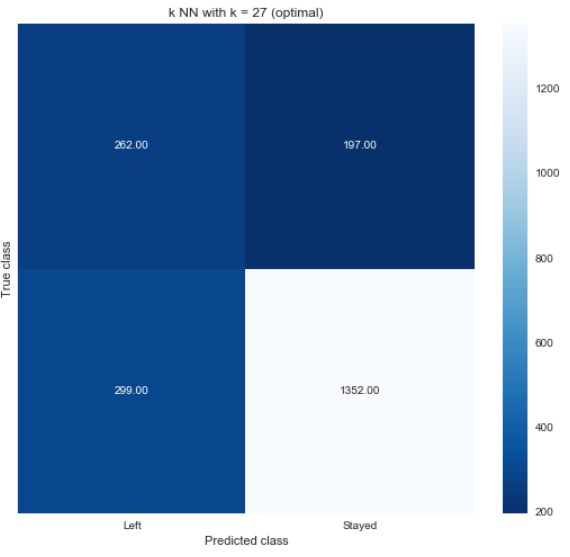 k NN with k = 27 (optimal)
262.00
197.00
299.00
1352.00
True class
Left
Stayed
Predicted class
1200
1000
800
600
400
200